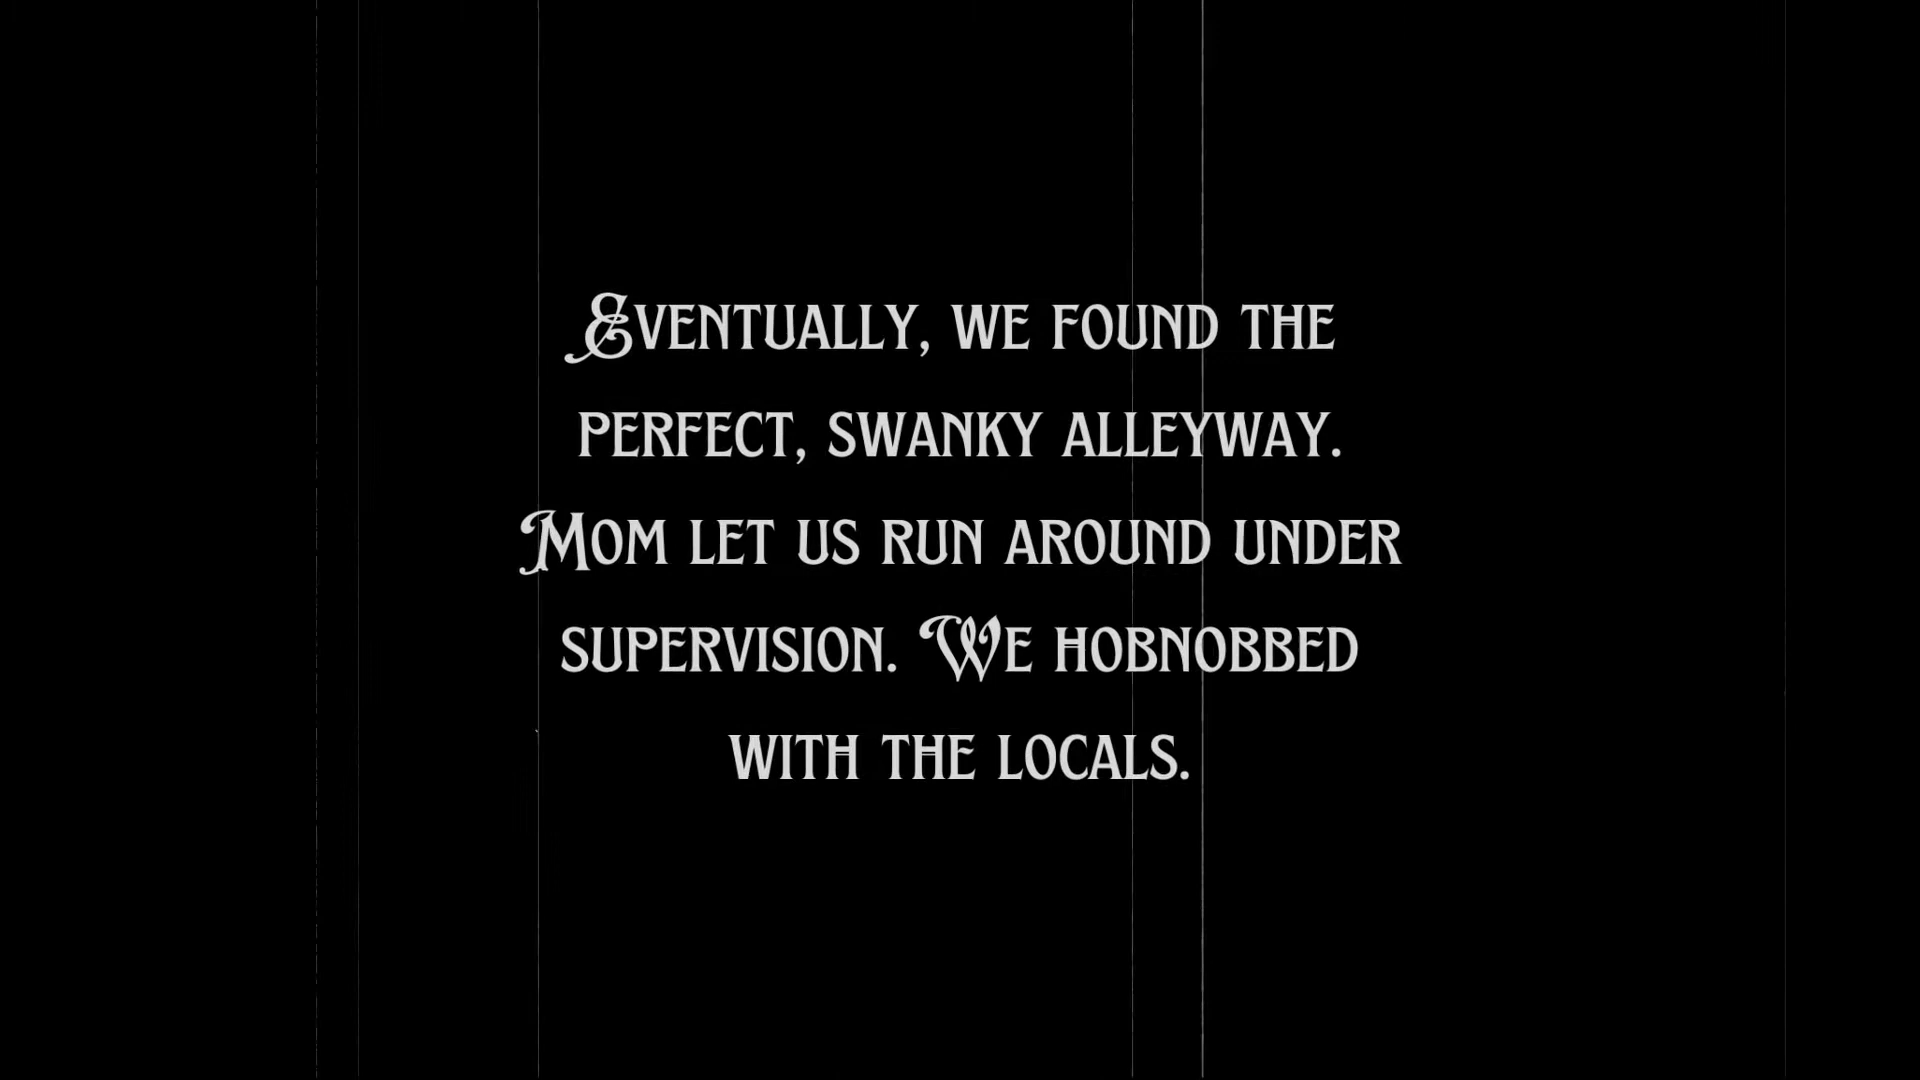 Eventually, we found the
perfect, swanky alleyway.
Mom let us run around under
supervision. We hobnobbed
with the locals.